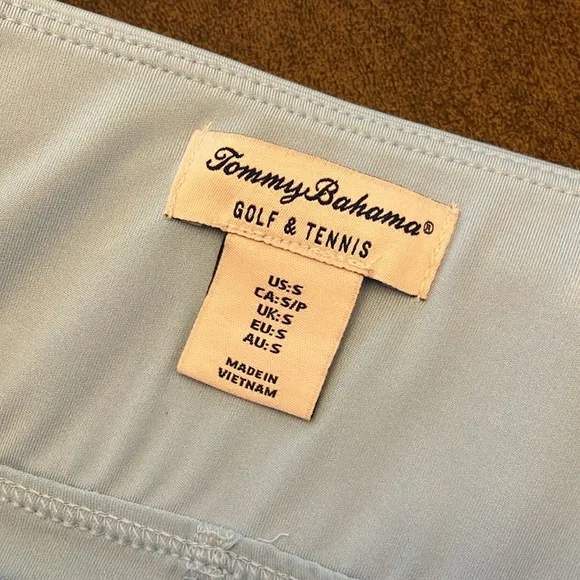 Tommy Bahama®
GOLF & TENNIS
US:S
CA:S/P
UK:S
EU:S
AU:S
MADE IN
VIETNAM